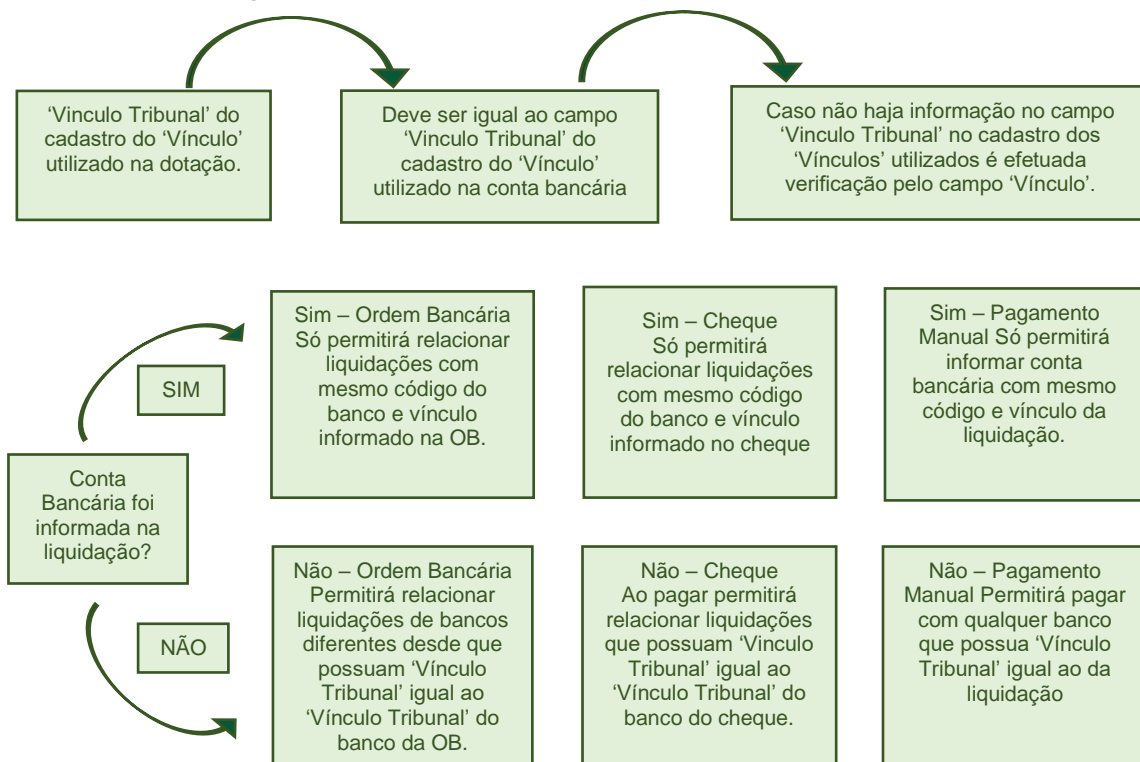 ‘Vinculo Tribunal’ do
cadastro do ‘Vínculo’
utilizado na dotação.
Deve ser igual ao campo
‘Vinculo Tribunal’ do
cadastro do ‘Vínculo’
utilizado na conta bancária
Caso não haja informação no campo
‘Vinculo Tribunal’ no cadastro dos
‘Vínculos’ utilizados é efetuada
verificação pelo campo ‘Vínculo’.
Conta
Bancária foi
informada na
liquidação?
SIM
Sim – Ordem Bancária
Só permitirá relacionar
liquidações com
mesmo código do
banco e vínculo
informado na OB.
Sim – Cheque
Só permitirá
relacionar liquidações
com mesmo código
do banco e vínculo
informado no cheque
Sim – Pagamento
Manual Só permitirá
informar conta
bancária com mesmo
código e vínculo da
liquidação.
NÃO
Não – Ordem Bancária
Permitirá relacionar
liquidações de bancos
diferentes desde que
possuam ‘Vínculo
Tribunal’ igual ao
‘Vínculo Tribunal’ do
banco da OB.
Não – Cheque
Ao pagar permitirá
relacionar liquidações
que possuam ‘Vinculo
Tribunal’ igual ao
‘Vínculo Tribunal’ do
banco do cheque.
Não – Pagamento
Manual Permitirá pagar
com qualquer banco
que possua ‘Vínculo
Tribunal’ igual ao da
liquidação